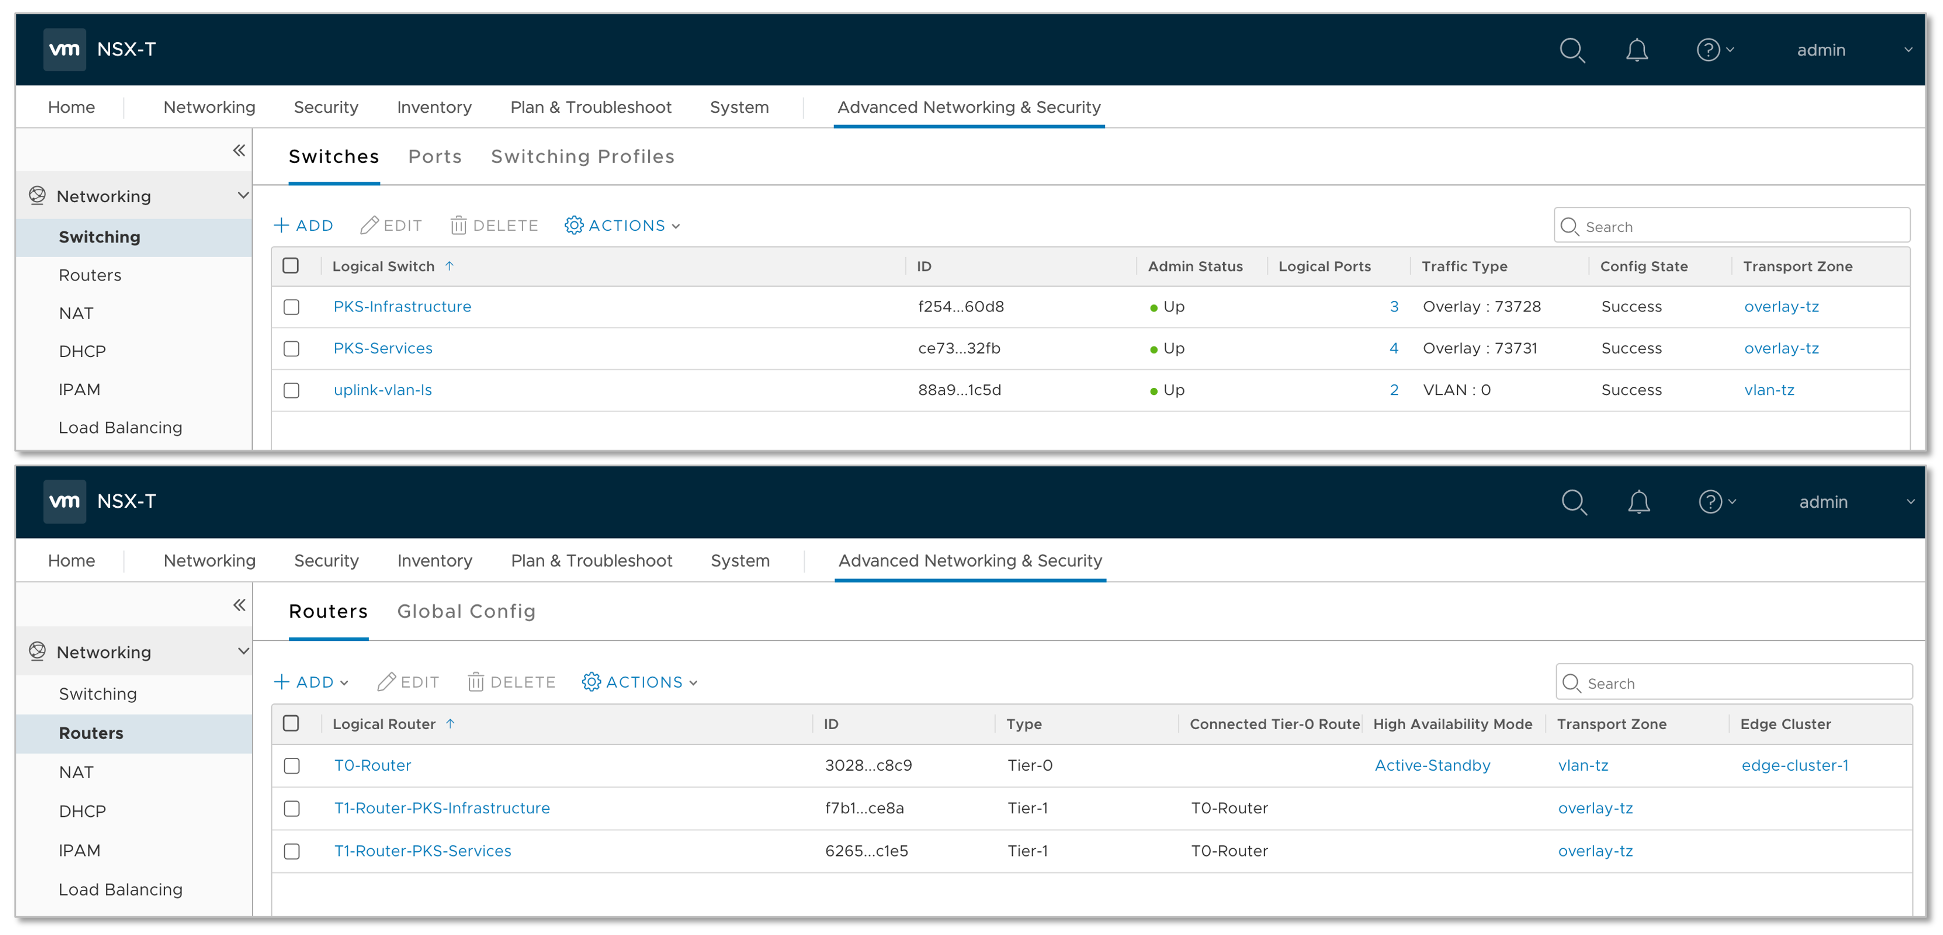 vm NSX-T admin
Home Networking Security Inventory Plan & Troubleshoot System Advanced Networking & Security
Switches Ports Switching Profiles
Networking
Switching
Routers
NAT
DHCP
IPAM
Load Balancing
+ ADD EDIT DELETE ACTIONS Search
Logical Switch ID Admin Status Logical Ports Traffic Type Config State Transport Zone
PKS-Infrastructure f254...60d8 Up 3 Overlay : 73728 Success overlay-tz
PKS-Services ce73...32fb Up 4 Overlay : 73731 Success overlay-tz
uplink-vlan-ls 88a9...1c5d Up 2 VLAN : 0 Success vlan-tz
vm NSX-T admin
Home Networking Security Inventory Plan & Troubleshoot System Advanced Networking & Security
Routers Global Config
Networking
Switching
Routers
NAT
DHCP
IPAM
Load Balancing
+ ADD EDIT DELETE ACTIONS Search
Logical Router ID Type Connected Tier-0 Route High Availability Mode Transport Zone Edge Cluster
T0-Router 3028...c8c9 Tier-0 Active-Standby vlan-tz edge-cluster-1
T1-Router-PKS-Infrastructure f7b1...ce8a Tier-1 T0-Router overlay-tz
T1-Router-PKS-Services 6265...c1e5 Tier-1 T0-Router overlay-tz